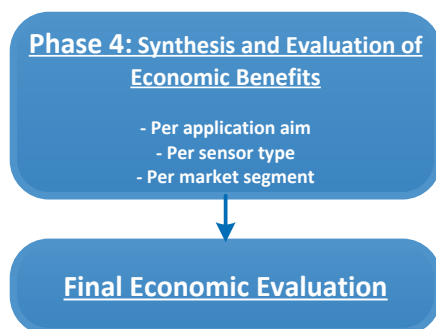 Phase 4: Synthesis and Evaluation of
Economic Benefits
- Per application aim
- Per sensor type
- Per market segment
Final Economic Evaluation